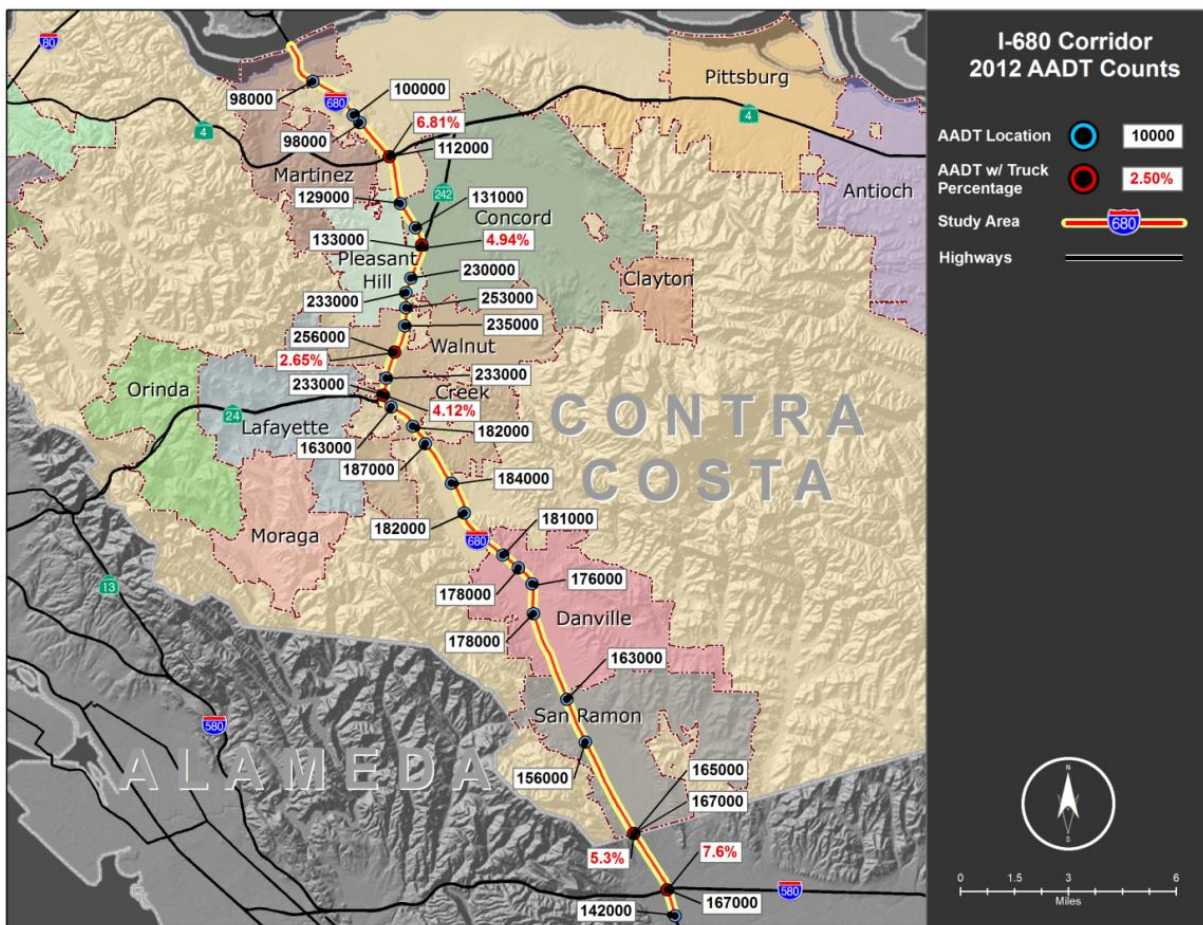 I-680 Corridor
2012 AADT Counts
AADT Location
10000
AADT w/ Truck
Percentage
2.50%
Study Area
680
Highways
N
S
0 1.5 3 6
Miles
80
Pittsburg
98000
680
100000
4
4
98000
6.81%
112000
Martinez
242
Antioch
129000
131000
Concord
133000
4.94%
Pleasant
Hill
230000
Clayton
233000
253000
235000
256000
Walnut
2.65%
233000
Orinda
Creek
233000
4.12%
24
Lafayette
CONTRA
163000
182000
187000
COSTA
184000
182000
Moraga
181000
680
13
178000
176000
Danville
178000
163000
San Ramon
580
ALAMEDA
156000
165000
167000
5.3%
7.6%
580
167000
142000